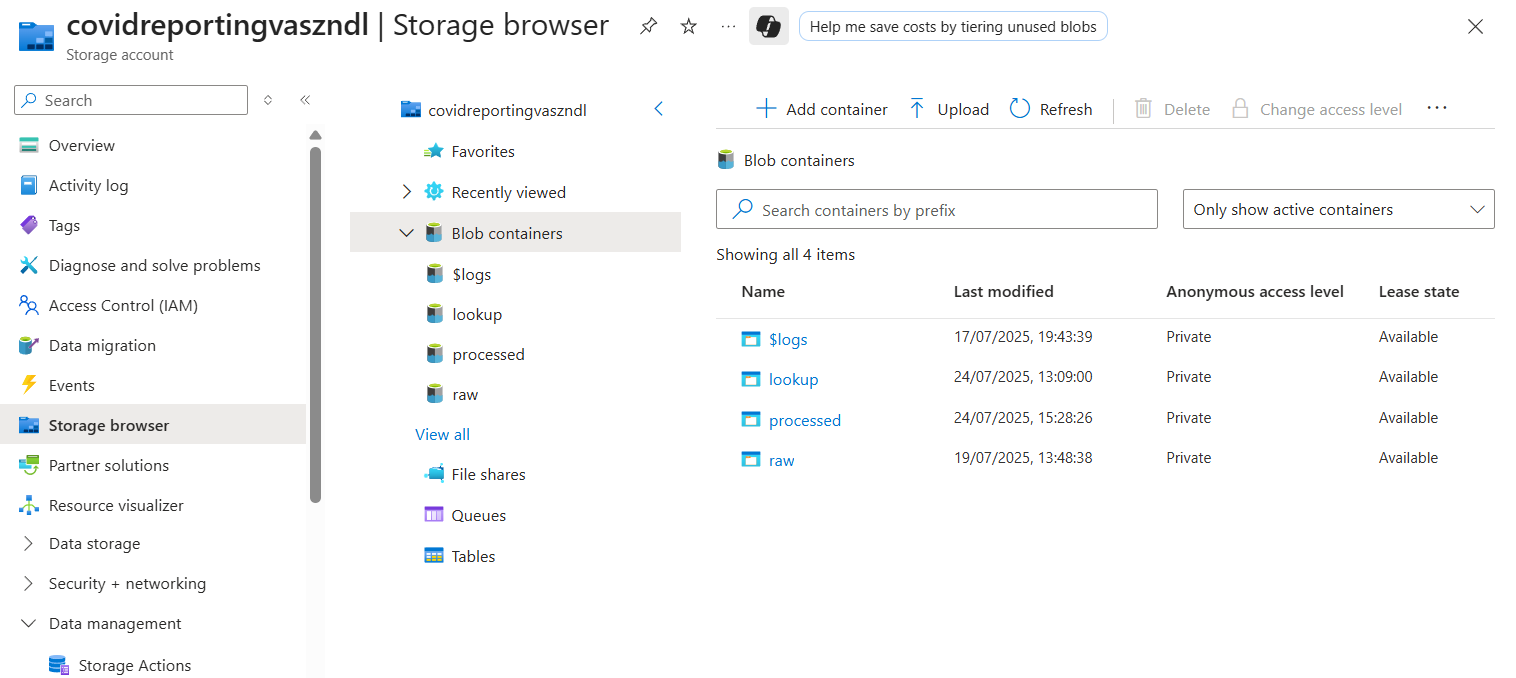 covidreportingvaszndl | Storage browser
Storage account
Help me save costs by tiering unused blobs
Search
Overview
Activity log
Tags
Diagnose and solve problems
Access Control (IAM)
Data migration
Events
Storage browser
Partner solutions
Resource visualizer
Data storage
Security + networking
Data management
Storage Actions
covidreportingvaszndl
Favorites
Recently viewed
Blob containers
$logs
lookup
processed
raw
View all
File shares
Queues
Tables
Add container Upload Refresh Delete Change access level
Blob containers
Search containers by prefix Only show active containers
Showing all 4 items
Name Last modified Anonymous access level Lease state
$logs 17/07/2025, 19:43:39 Private Available
lookup 24/07/2025, 13:09:00 Private Available
processed 24/07/2025, 15:28:26 Private Available
raw 19/07/2025, 13:48:38 Private Available